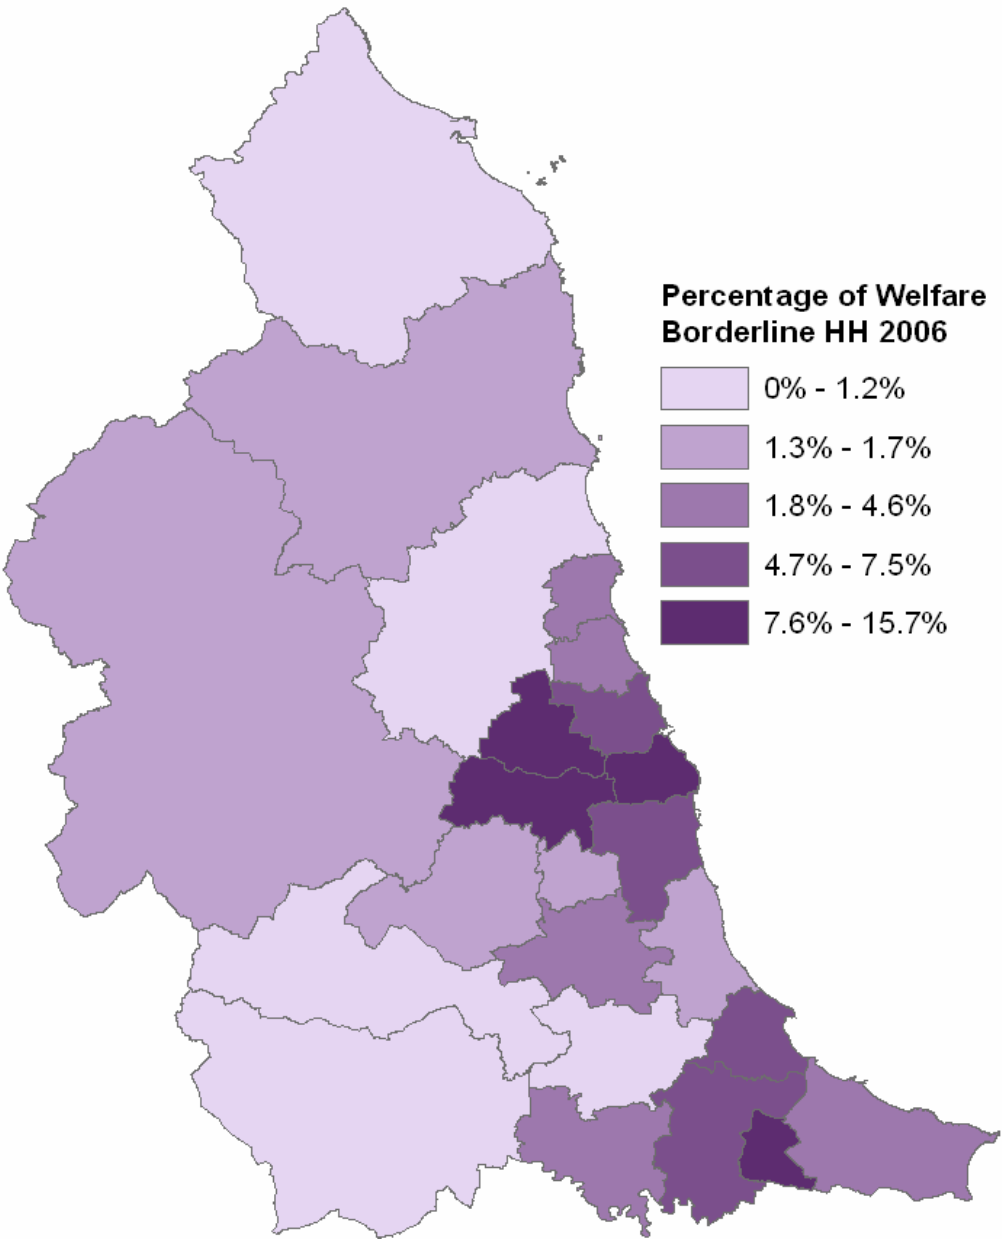 Percentage of Welfare
Borderline HH 2006
0% - 1.2%
1.3% - 1.7%
1.8% - 4.6%
4.7% - 7.5%
7.6% - 15.7%